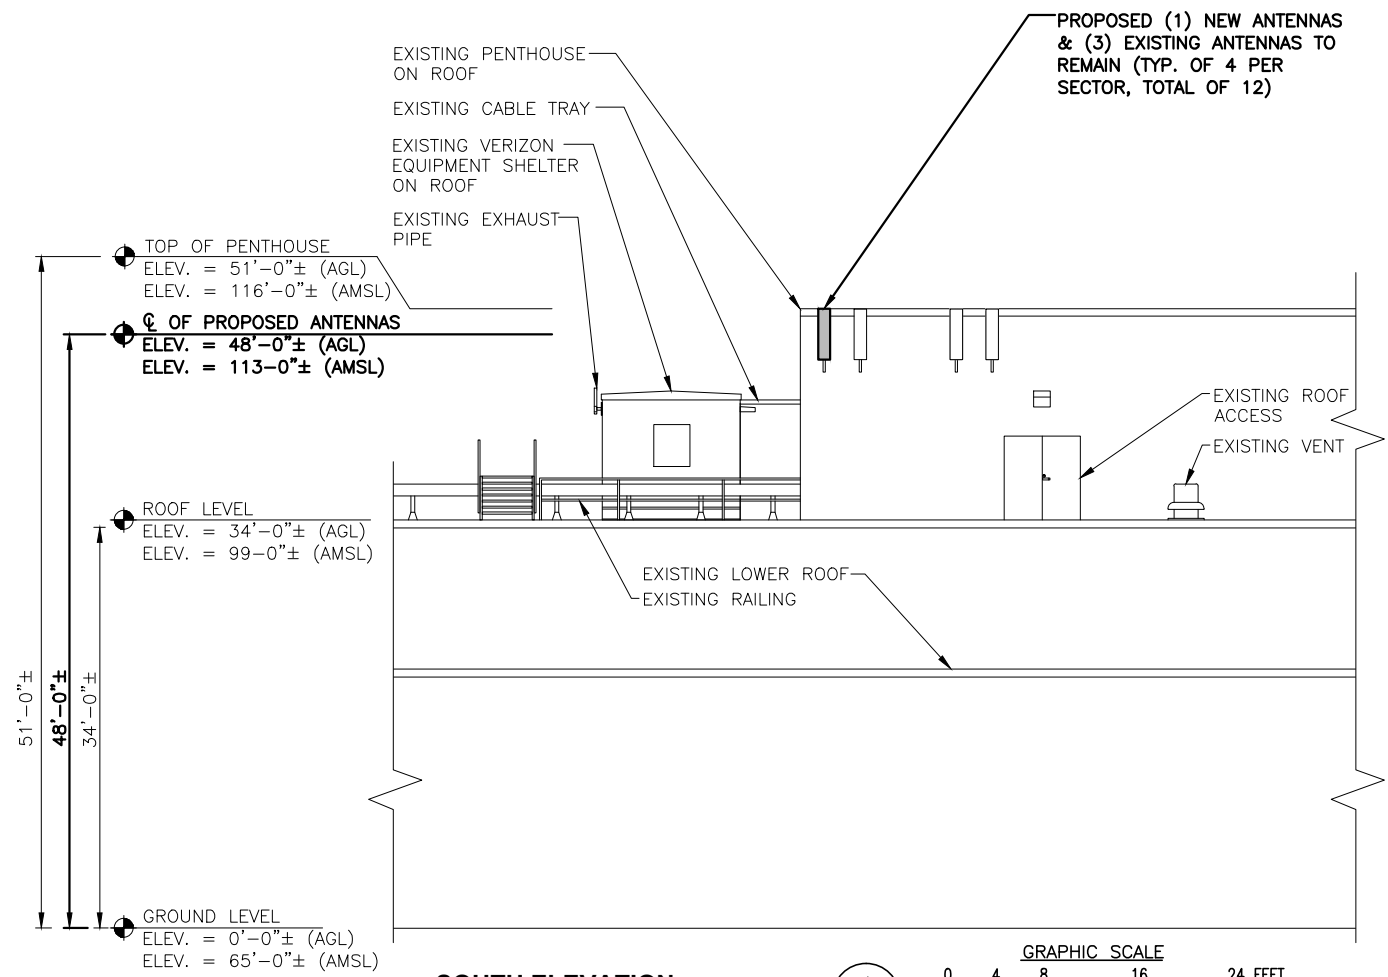 PROPOSED (1) NEW ANTENNAS
& (3) EXISTING ANTENNAS TO
REMAIN (TYP. OF 4 PER
SECTOR, TOTAL OF 12)
EXISTING PENTHOUSE
ON ROOF
EXISTING CABLE TRAY
EXISTING VERIZON
EQUIPMENT SHELTER
ON ROOF
EXISTING EXHAUST
PIPE
TOP OF PENTHOUSE
ELEV. = 51'-0"± (AGL)
ELEV. = 116'-0"± (AMSL)
℄ OF PROPOSED ANTENNAS
ELEV. = 48'-0"± (AGL)
ELEV. = 113-0"± (AMSL)
EXISTING ROOF
ACCESS
EXISTING VENT
ROOF LEVEL
ELEV. = 34'-0"± (AGL)
ELEV. = 99-0"± (AMSL)
EXISTING LOWER ROOF
EXISTING RAILING
51'-0"±
48'-0"±
34'-0"±
GROUND LEVEL
ELEV. = 0'-0"± (AGL)
ELEV. = 65'-0"± (AMSL)
SOUTH ELEVATION
GRAPHIC SCALE
0 4 8 16 24 FEET